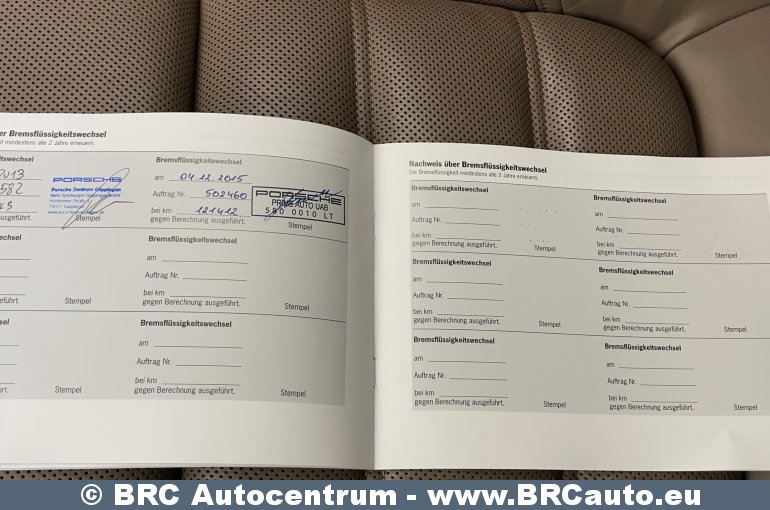 er Bremsflüssigkeitswechsel
it mindestens alle 2 Jahre erneuern.
PORSCHE
Porsche Zentrum Göppingen
Stempel
Bremsflüssigkeitswechsel
am 04.12.2015
Auftrag Nr. 502460
bei km 121412
gegen Berechnung ausgeführt.
PORSCHE
PRIME AUTO UAB
580 0010 LT
Stempel
Stempel
Bremsflüssigkeitswechsel
am
Auftrag Nr.
bei km
gegen Berechnung ausgeführt.
Stempel
Stempel
Bremsflüssigkeitswechsel
am
Auftrag Nr.
bei km
gegen Berechnung ausgeführt.
Stempel
Nachweis über Bremsflüssigkeitswechsel
Die Bremsflüssigkeit mindestens alle 2 Jahre erneuern.
Bremsflüssigkeitswechsel
am
Auftrag Nr.
bei km
gegen Berechnung ausgeführt.
Stempel
Bremsflüssigkeitswechsel
am
Auftrag Nr.
bei km
gegen Berechnung ausgeführt.
Stempel
Bremsflüssigkeitswechsel
am
Auftrag Nr.
bei km
gegen Berechnung ausgeführt.
Stempel
Bremsflüssigkeitswechsel
am
Auftrag Nr.
bei km
gegen Berechnung ausgeführt.
Stempel
Bremsflüssigkeitswechsel
am
Auftrag Nr.
bei km
gegen Berechnung ausgeführt.
Stempel
Bremsflüssigkeitswechsel
am
Auftrag Nr.
bei km
gegen Berechnung ausgeführt.
Stempel
© BRC Autocentrum - www.BRCauto.eu